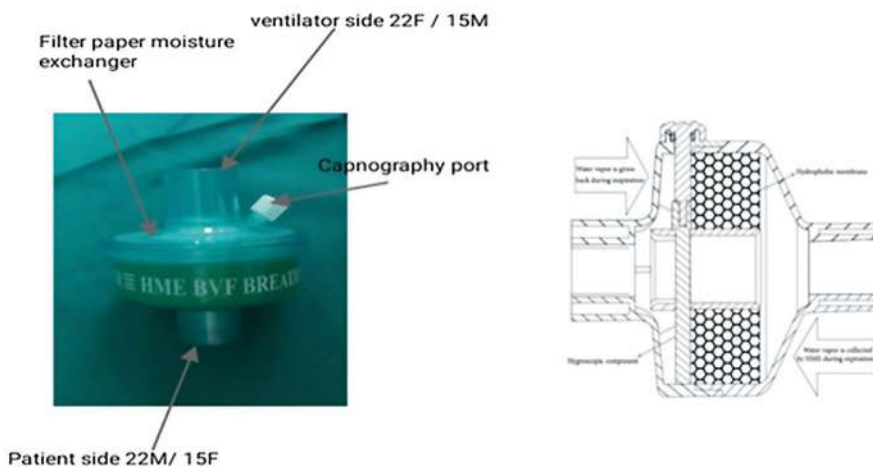 ventilator side 22F / 15M
Filter paper moisture
exchanger
Capnography port
HME BVF BREATH
Patient side 22M/ 15F
Water vapor is given
back during inspiration
Hydrophobic membrane
Hygroscopic component
Water vapor is collected
by HME during expiration